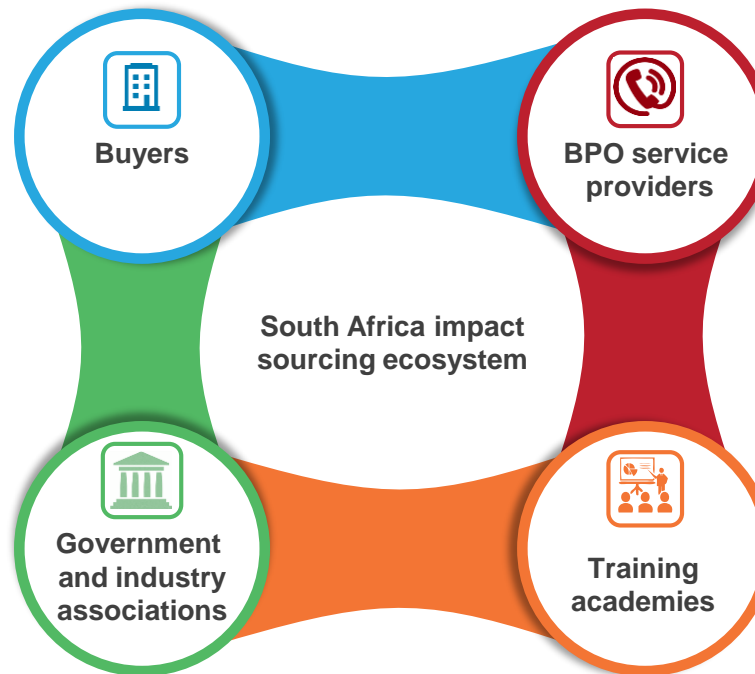 Buyers
BPO service
providers
South Africa impact
sourcing ecosystem
Government
and industry
associations
Training
academies